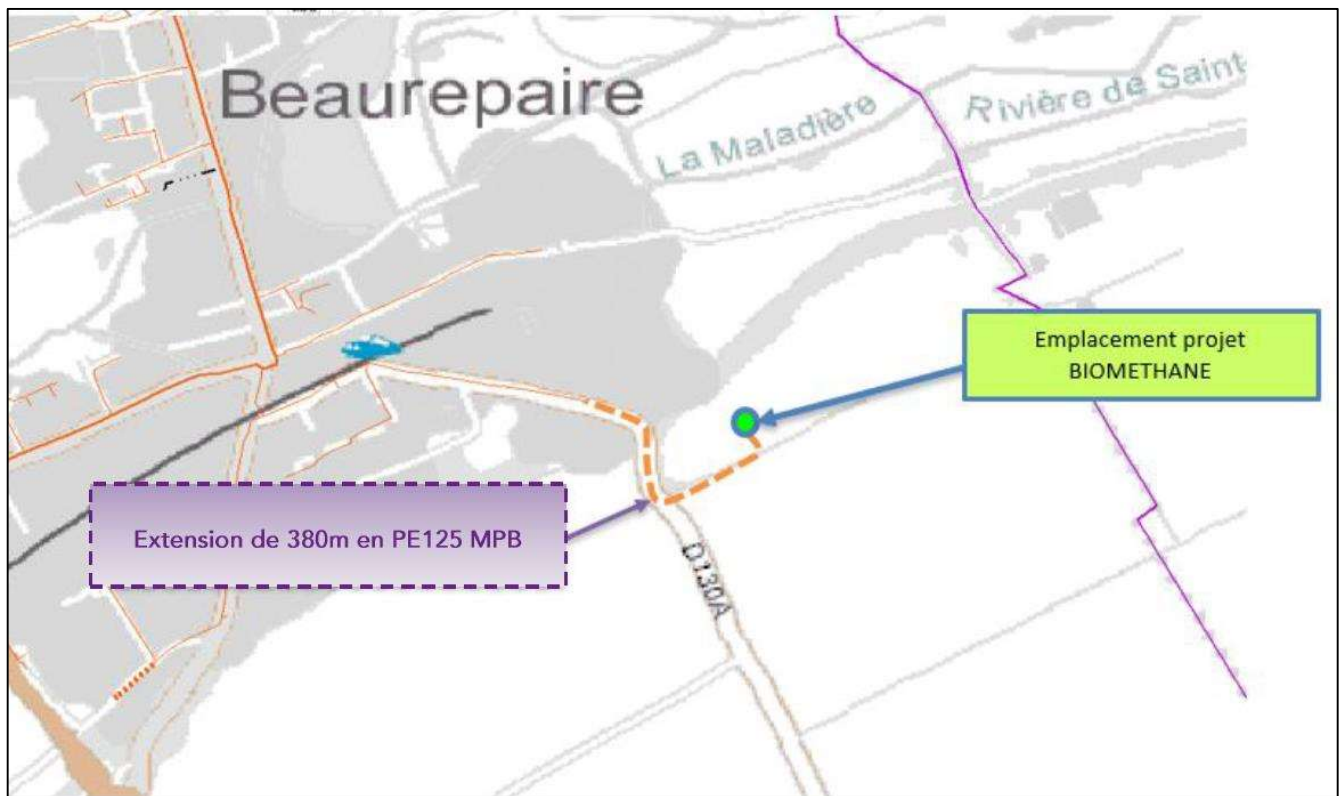 Beaurepaire
La Maladière
Rivière de Saint-
Emplacement projet
BIOMETHANE
Extension de 380m en PE125 MPB
D130A